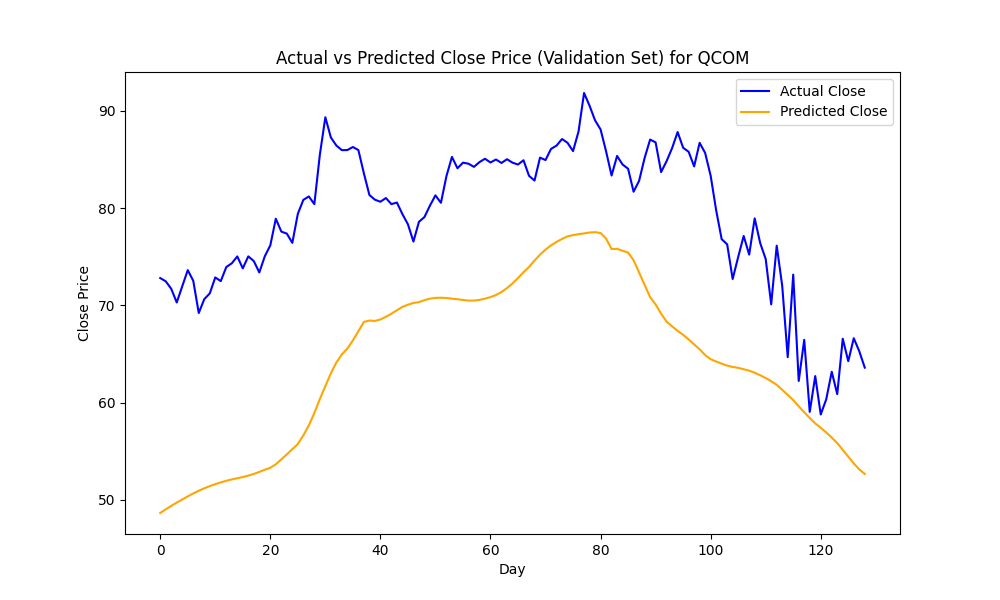 Actual vs Predicted Close Price (Validation Set) for QCOM
Actual Close
Predicted Close
Close Price
90
80
70
60
50
0 20 40 60 80 100 120
Day